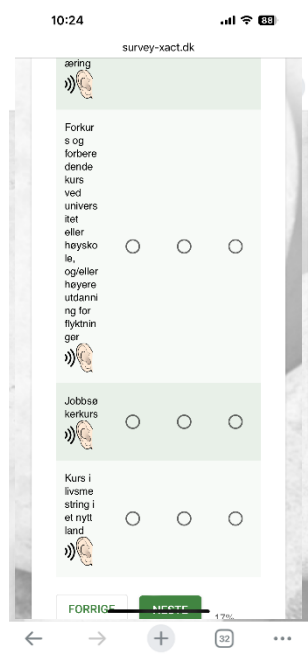 10:24
88
survey-xact.dk
æring
Forkur
s og
forbere
dende
kurs
ved
univers
itet
eller
høysko
le,
og/eller
høyere
utdanni
ng for
flyktnin
ger
Jobbsø
kerkurs
Kurs i
livsme
string i
et nytt
land
FORRIGE
NESTE
17%
32